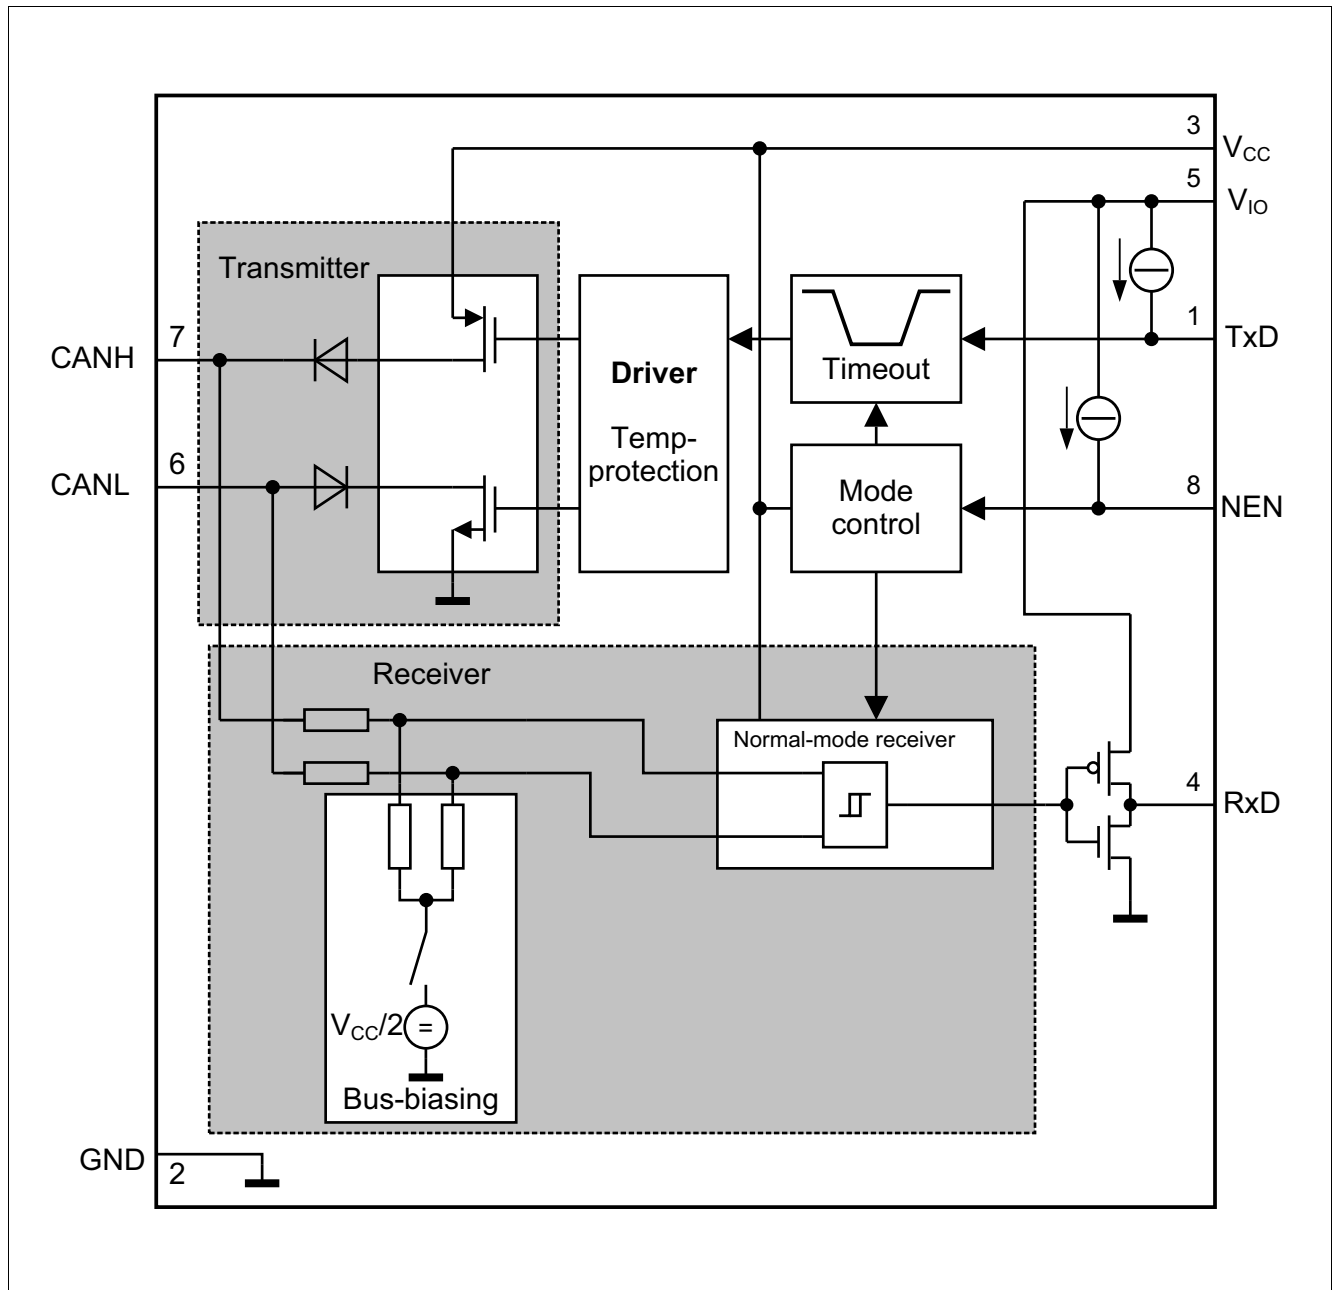 3
VCC
5
VIO
Transmitter
7
CANH
1
TxD
Driver
Timeout
Temp-
protection
6
CANL
Mode
control
8
NEN
Receiver
Normal-mode receiver
4
RxD
VCC/2
=
Bus-biasing
GND
2